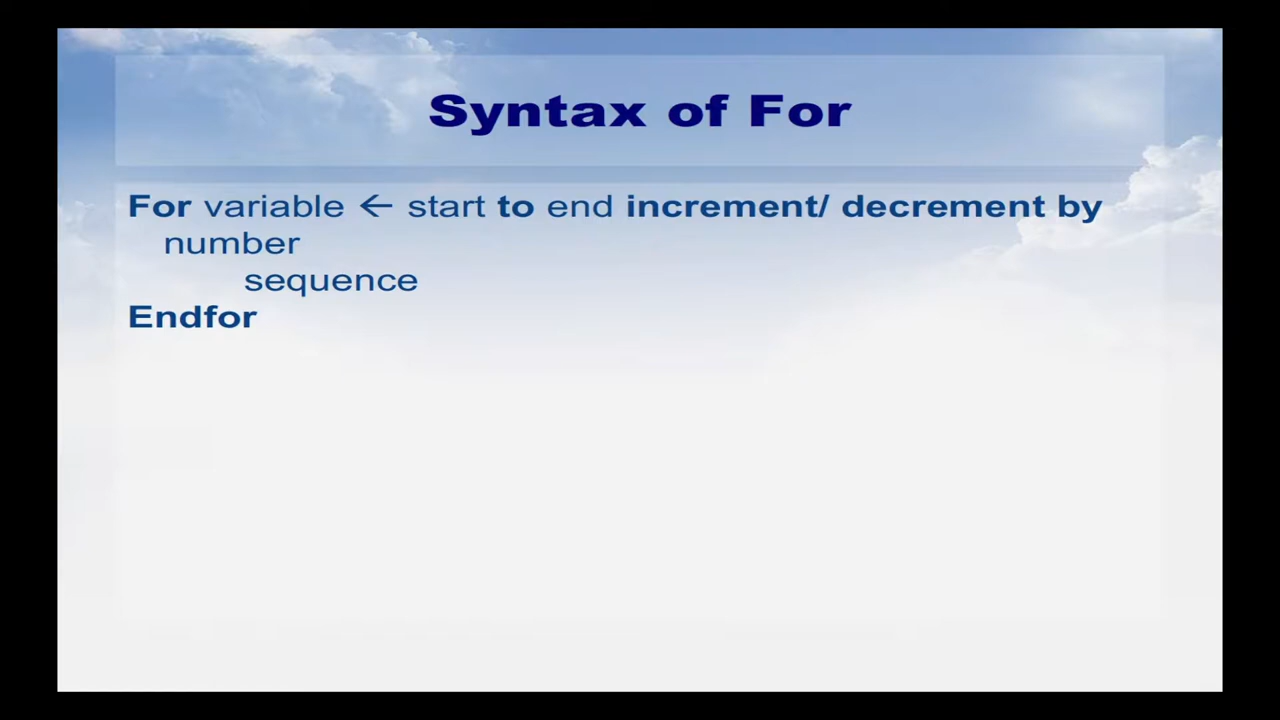 Syntax of For
For variable ← start to end increment/ decrement by
number
sequence
Endfor